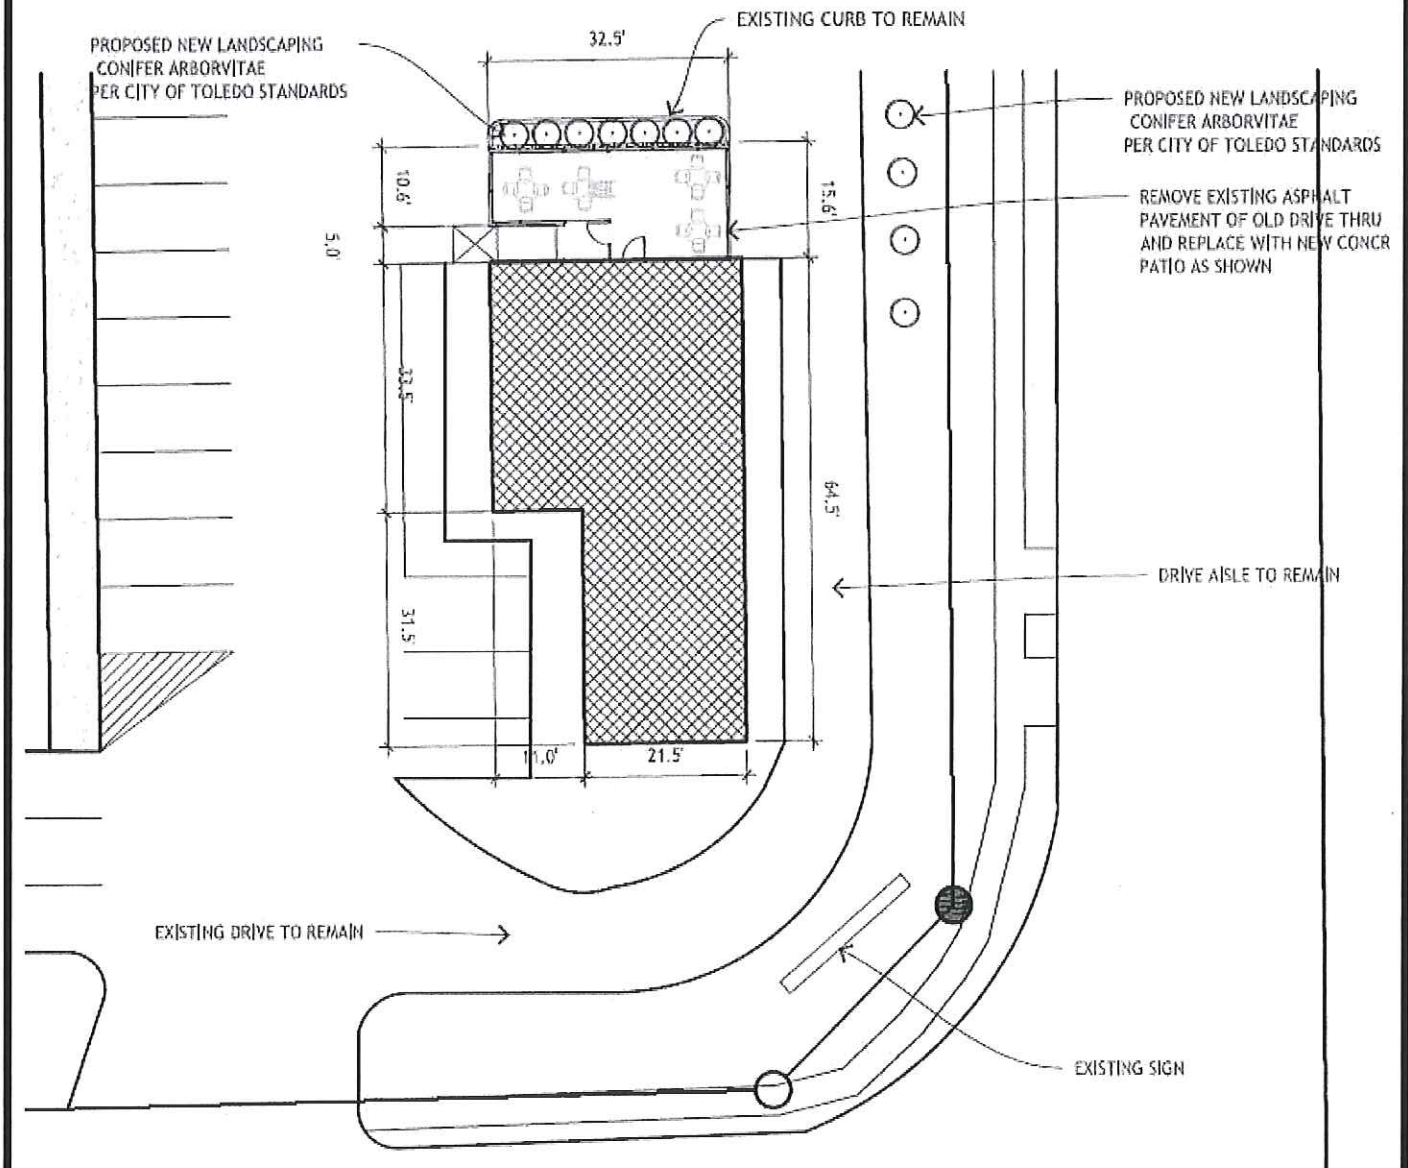 EXISTING CURB TO REMAIN
PROPOSED NEW LANDSCAPING
CONIFER ARBORVITAE
PER CITY OF TOLEDO STANDARDS
32.5'
PROPOSED NEW LANDSCAPING
CONIFER ARBORVITAE
PER CITY OF TOLEDO STANDARDS
10.6'
15.6'
REMOVE EXISTING ASPHALT
PAVEMENT OF OLD DRIVE THRU
AND REPLACE WITH NEW CONCR
PATIO AS SHOWN
5.0'
33.5'
64.5'
DRIVE AISLE TO REMAIN
31.5'
11.0'
21.5'
EXISTING DRIVE TO REMAIN
EXISTING SIGN